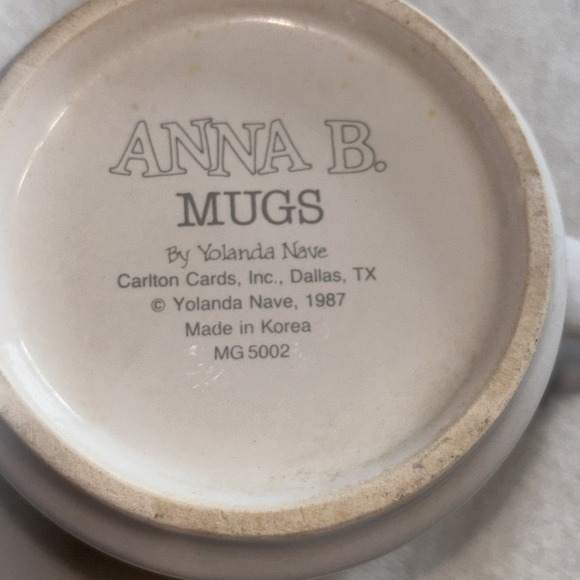 ANNA B.
MUGS
By Yolanda Nave
Carlton Cards, Inc., Dallas, TX
© Yolanda Nave, 1987
Made in Korea
MG 5002